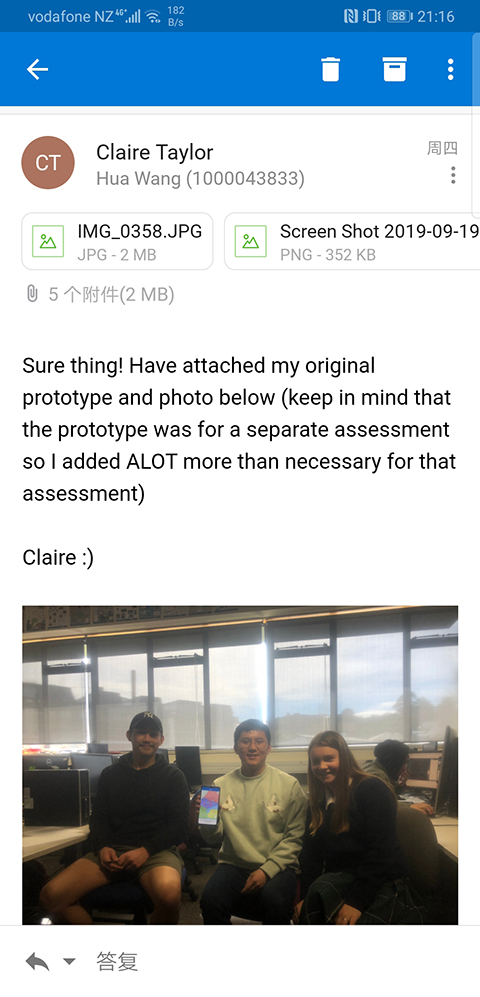 vodafone NZ 4G+ 182 B/s N 88 21:16
CT
Claire Taylor
周四
Hua Wang (1000043833)
IMG_0358.JPG
JPG - 2 MB
Screen Shot 2019-09-19
PNG - 352 KB
5 个附件(2 MB)
Sure thing! Have attached my original
prototype and photo below (keep in mind that
the prototype was for a separate assessment
so I added ALOT more than necessary for that
assessment)
Claire :)
答复